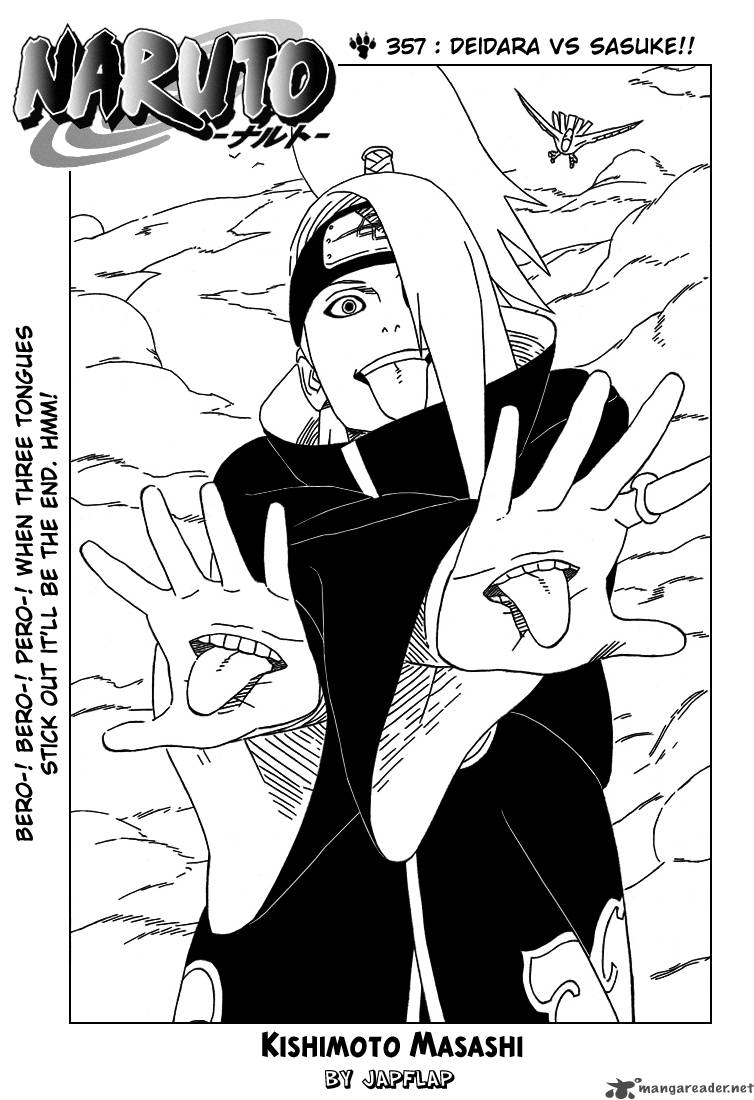 NARUTO
-ナルト-
357 : DEIDARA VS SASUKE!!
BERO-! BERO-! PERO-! WHEN THREE TONGUES
STICK OUT IT'LL BE THE END. HMM!
KISHIMOTO MASASHI
BY JAPFLAP
mangareader.net